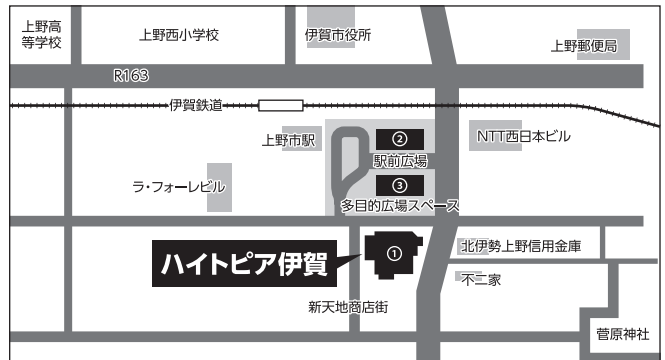 上野高
等学校
上野西小学校
伊賀市役所
上野郵便局
R163
伊賀鉄道
上野市駅
②
駅前広場
NTT西日本ビル
ラ・フォーレビル
③
多目的広場スペース
ハイトピア伊賀
①
北伊勢上野信用金庫
不二家
新天地商店街
菅原神社